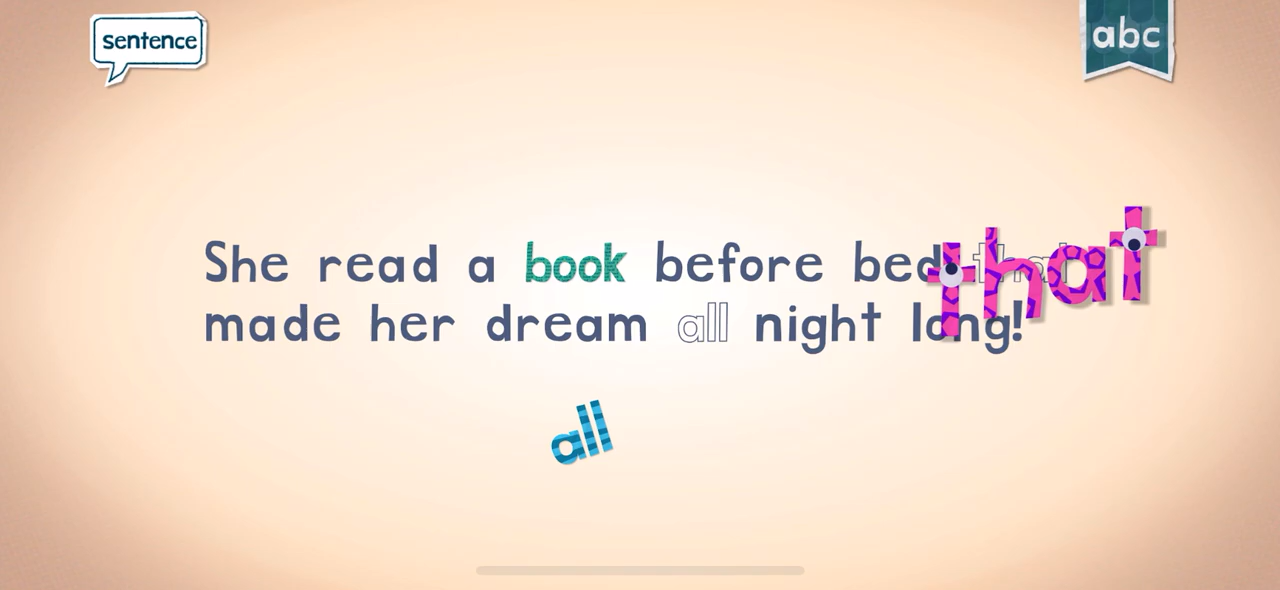 sentence
abc
She read a book before bed that
made her dream all night long!
that
all